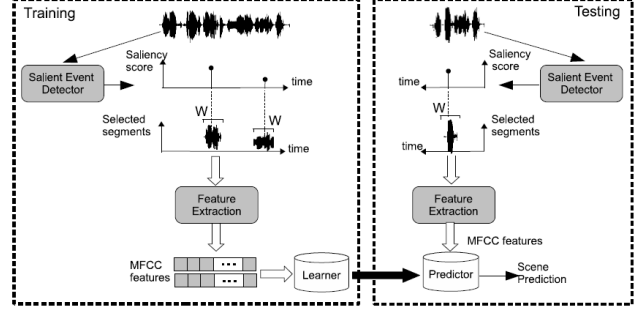 Training
Saliency
score
Salient Event
Detector
time
W
W
Selected
segments
time
Feature
Extraction
MFCC
features
...
...
Learner
Testing
Saliency
score
Salient Event
Detector
time
W
Selected
segments
time
Feature
Extraction
MFCC features
Predictor
Scene
Prediction